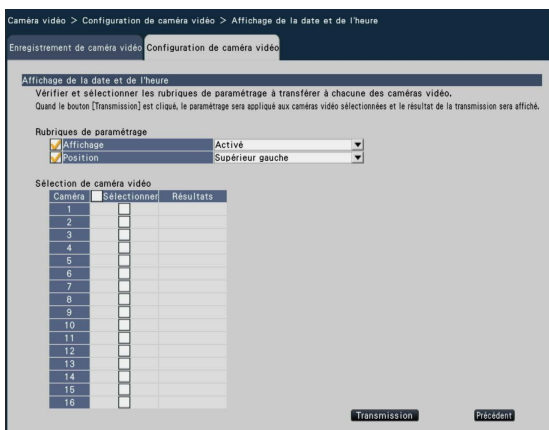 Caméra vidéo > Configuration de caméra vidéo > Affichage de la date et de l'heure
Enregistrement de caméra vidéo Configuration de caméra vidéo
Affichage de la date et de l'heure
Vérifier et sélectionner les rubriques de paramétrage à transférer à chacune des caméras vidéo.
Quand le bouton [Transmission] est cliqué, le paramétrage sera appliqué aux caméras vidéo sélectionnées et le résultat de la transmission sera affiché.
Rubriques de paramétrage
Affichage Activé
Position Supérieur gauche
Sélection de caméra vidéo
Caméra Sélectionner Résultats
1
2
3
4
5
6
7
8
9
10
11
12
13
14
15
16
Transmission Précédent